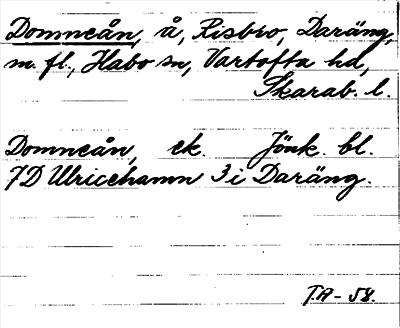 Domneån, å, Risbro, Daräng,
m. fl., Habo sn, Vartofta hd,
Skarab. l.
Domneån, ek. Jönk. bl.
7D Ulricehamn 3 i Daräng.
T.A - 58.